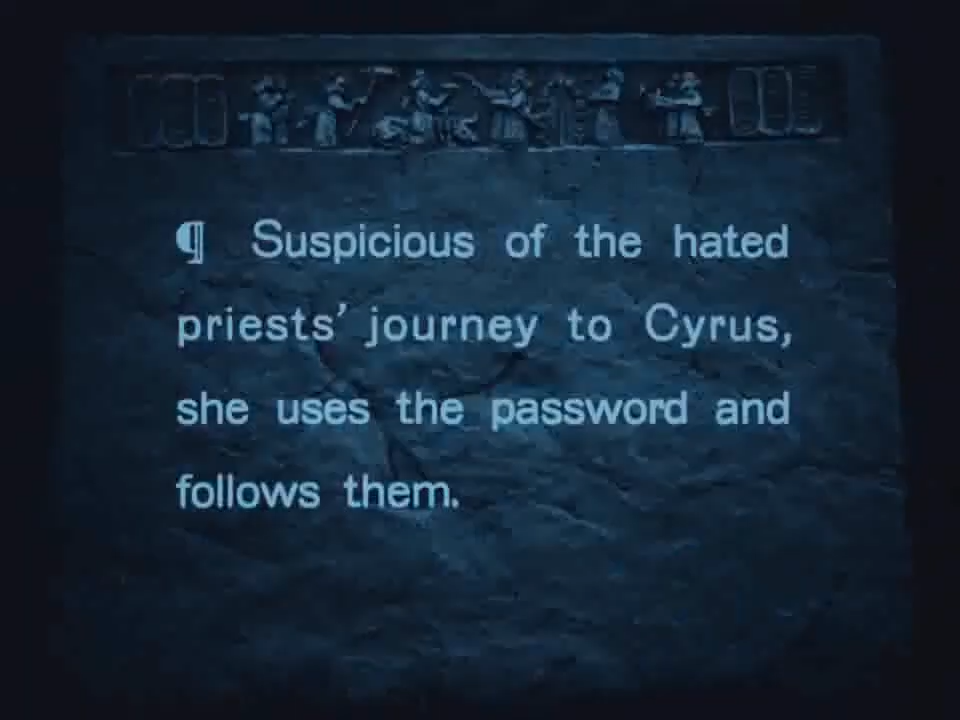 ¶ Suspicious of the hated
priests’ journey to Cyrus,
she uses the password and
follows them.